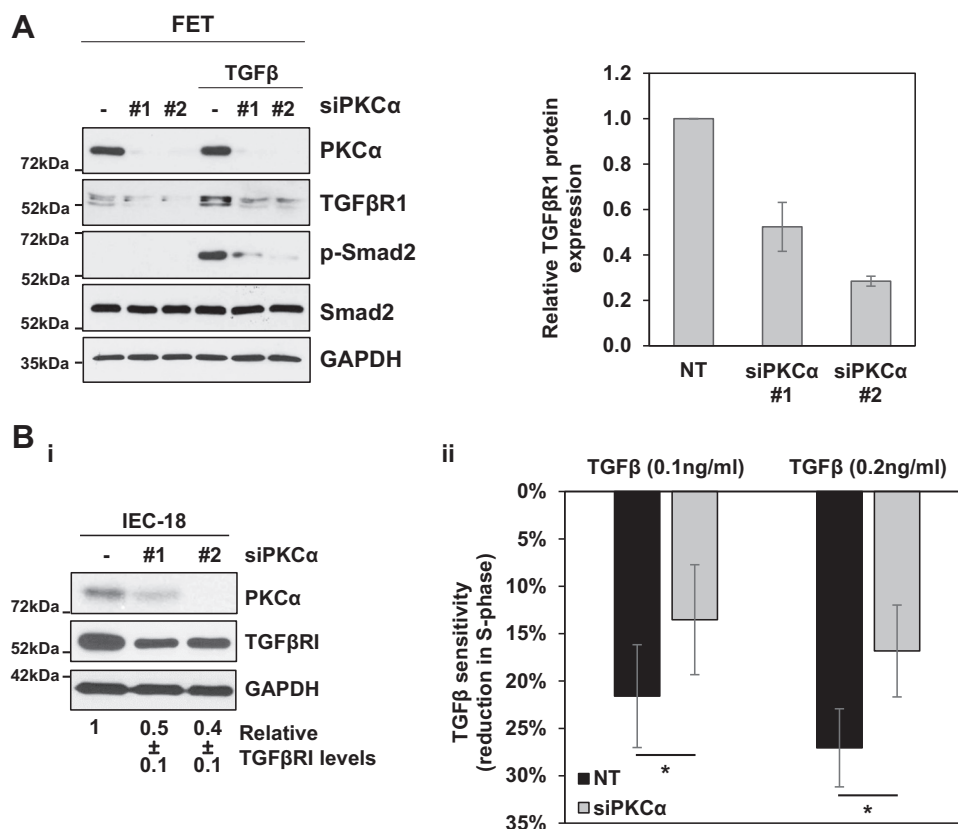 A
FET
TGFβ
- #1 #2 - #1 #2 siPKCα
72kDa PKCα
52kDa TGFβR1
72kDa
52kDa p-Smad2
52kDa Smad2
35kDa GAPDH
Relative TGFβR1 protein
expression
1.2
1.0
0.8
0.6
0.4
0.2
0.0
NT siPKCα siPKCα
#1 #2
B
i
IEC-18
- #1 #2 siPKCα
72kDa PKCα
52kDa TGFβRI
42kDa
GAPDH
1 0.5 0.4 Relative
± ± TGFβRI levels
0.1 0.1
ii
TGFβ (0.1ng/ml) TGFβ (0.2ng/ml)
TGFβ sensitivity
(reduction in S-phase)
0%
5%
10%
15%
20%
25%
30%
35%
* *
NT
siPKCα